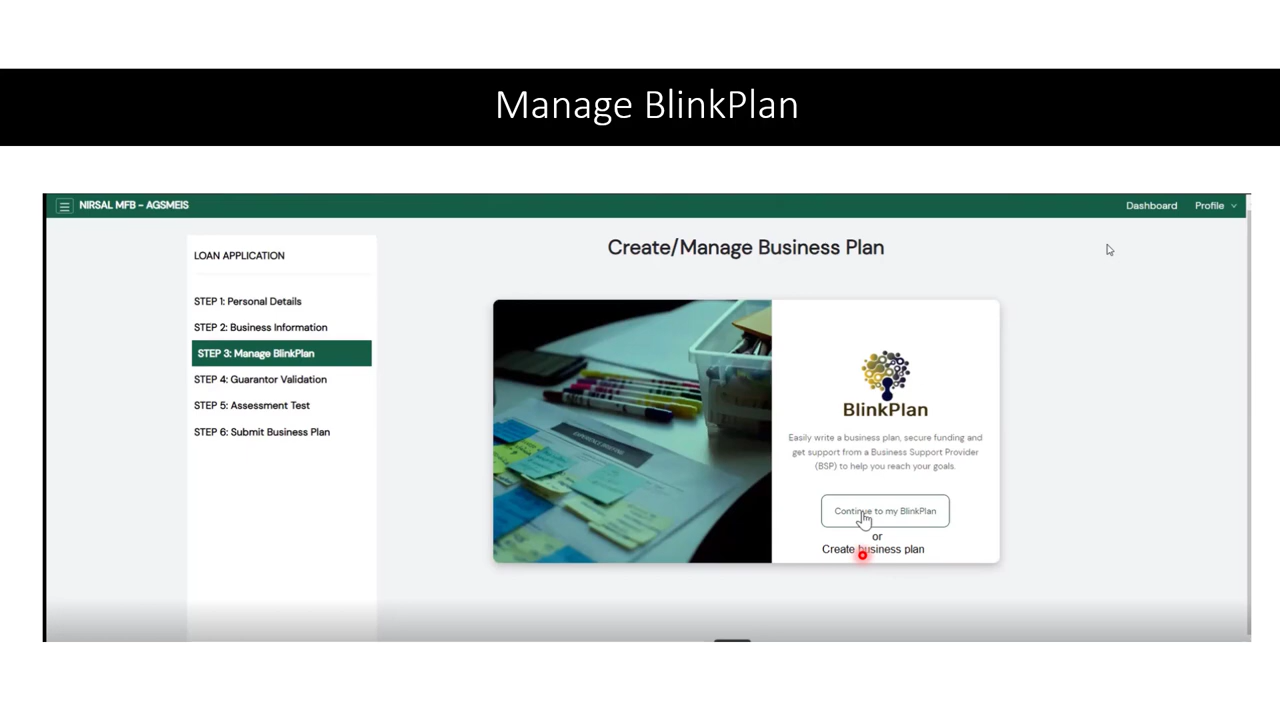 Manage BlinkPlan
NIRSAL MFB - AGSMEIS
Dashboard
Profile
LOAN APPLICATION
STEP 1: Personal Details
STEP 2: Business Information
STEP 3: Manage BlinkPlan
STEP 4: Guarantor Validation
STEP 5: Assessment Test
STEP 6: Submit Business Plan
Create/Manage Business Plan
EXPERIENCE BRIEFING
BlinkPlan
Easily write a business plan, secure funding and
get support from a Business Support Provider
(BSP) to help you reach your goals.
Continue to my BlinkPlan
or
Create business plan